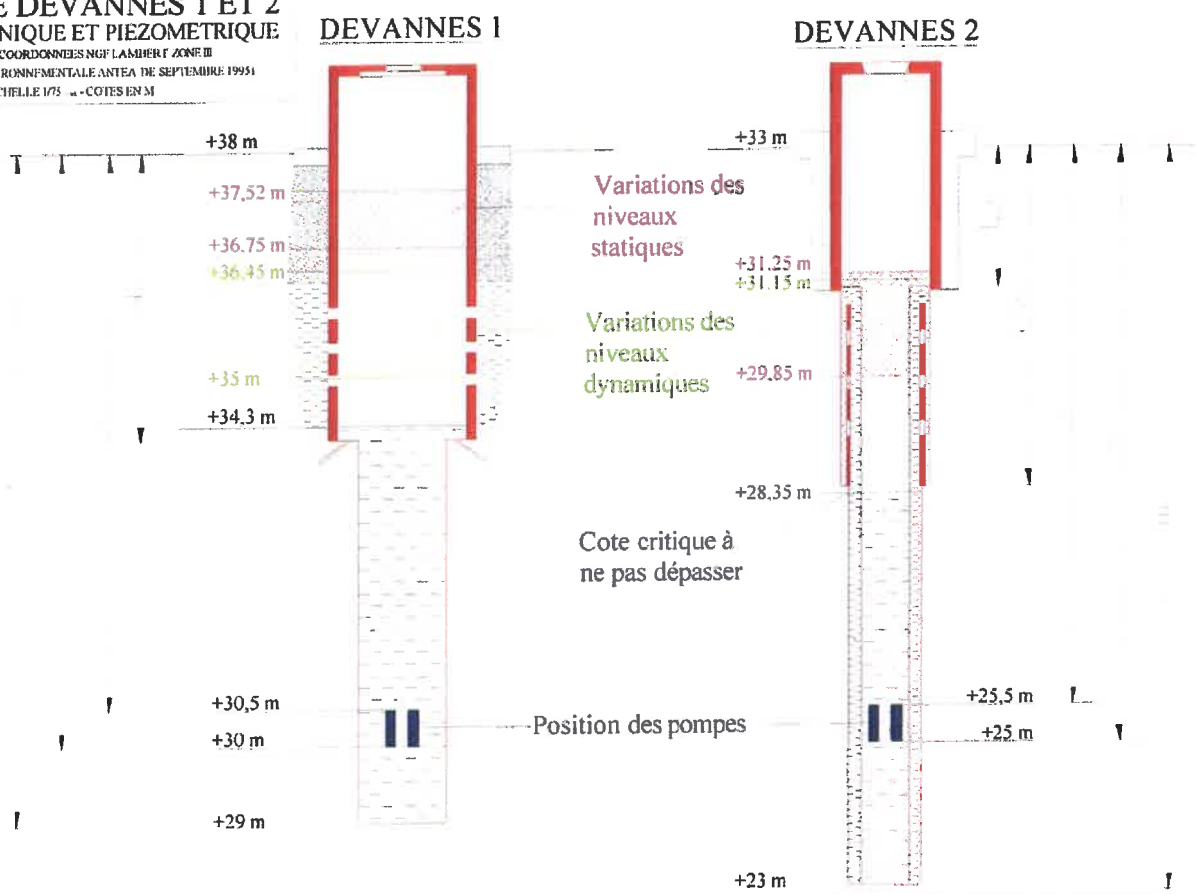 E DEVANNES 1 ET 2
NIQUE ET PIEZOMETRIQUE
COORDONNEES NGF LAMBERT ZONE III
RONNEMENTALE ANTEA DE SEPTEMBRE 1995)
CHELLE 1/75 - COTES EN M
DEVANNES 1
DEVANNES 2
+38 m
+37,52 m
+36.75 m
+36,45 m
+35 m
+34,3 m
+30,5 m
+30 m
+29 m
Variations des
niveaux
statiques
Variations des
niveaux
dynamiques
Cote critique à
ne pas dépasser
Position des pompes
+33 m
+31.25 m
+31.15 m
+29,85 m
+28,35 m
+25,5 m
+25 m
+23 m